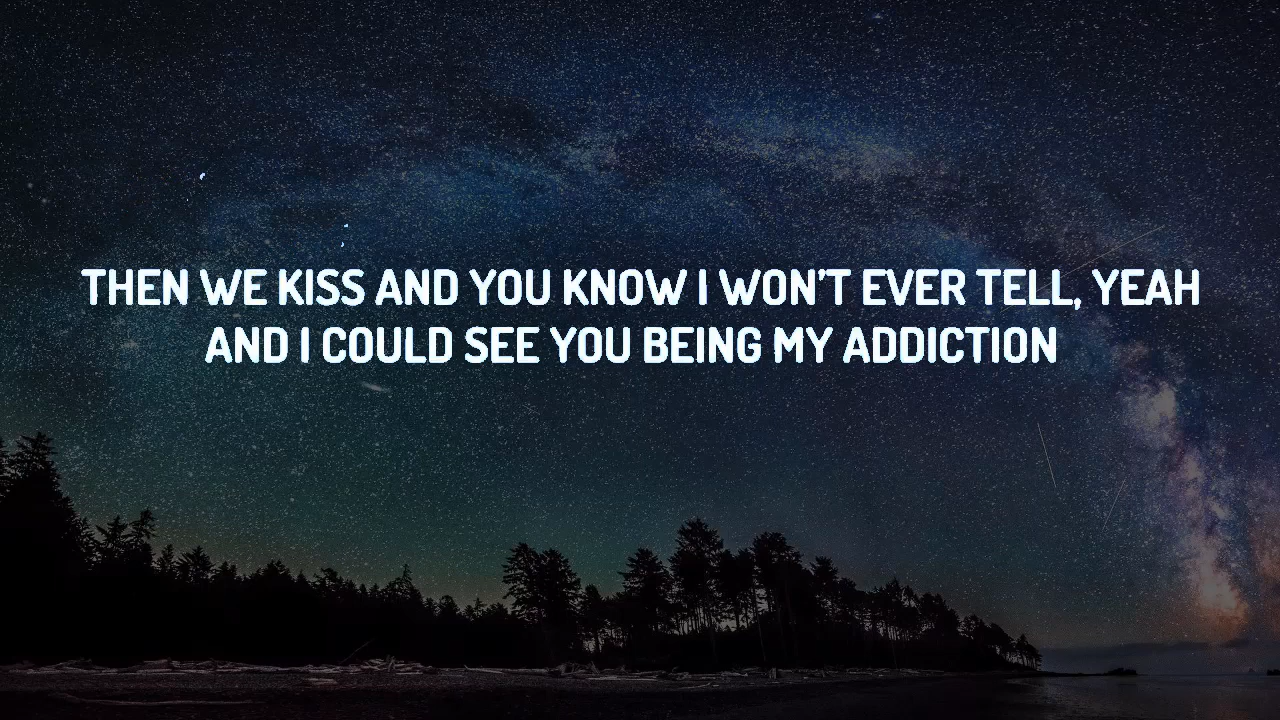 THEN WE KISS AND YOU KNOW I WON'T EVER TELL, YEAH
AND I COULD SEE YOU BEING MY ADDICTION